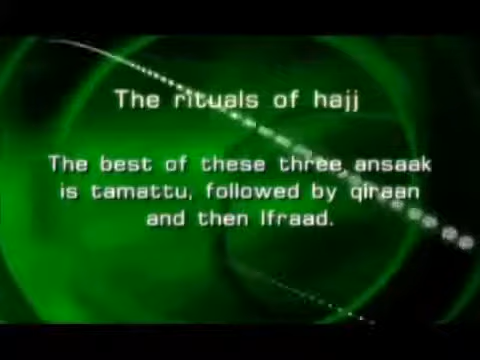 The rituals of hajj
The best of these three ansaak
is tamattu, followed by qiraan
and then Ifraad.